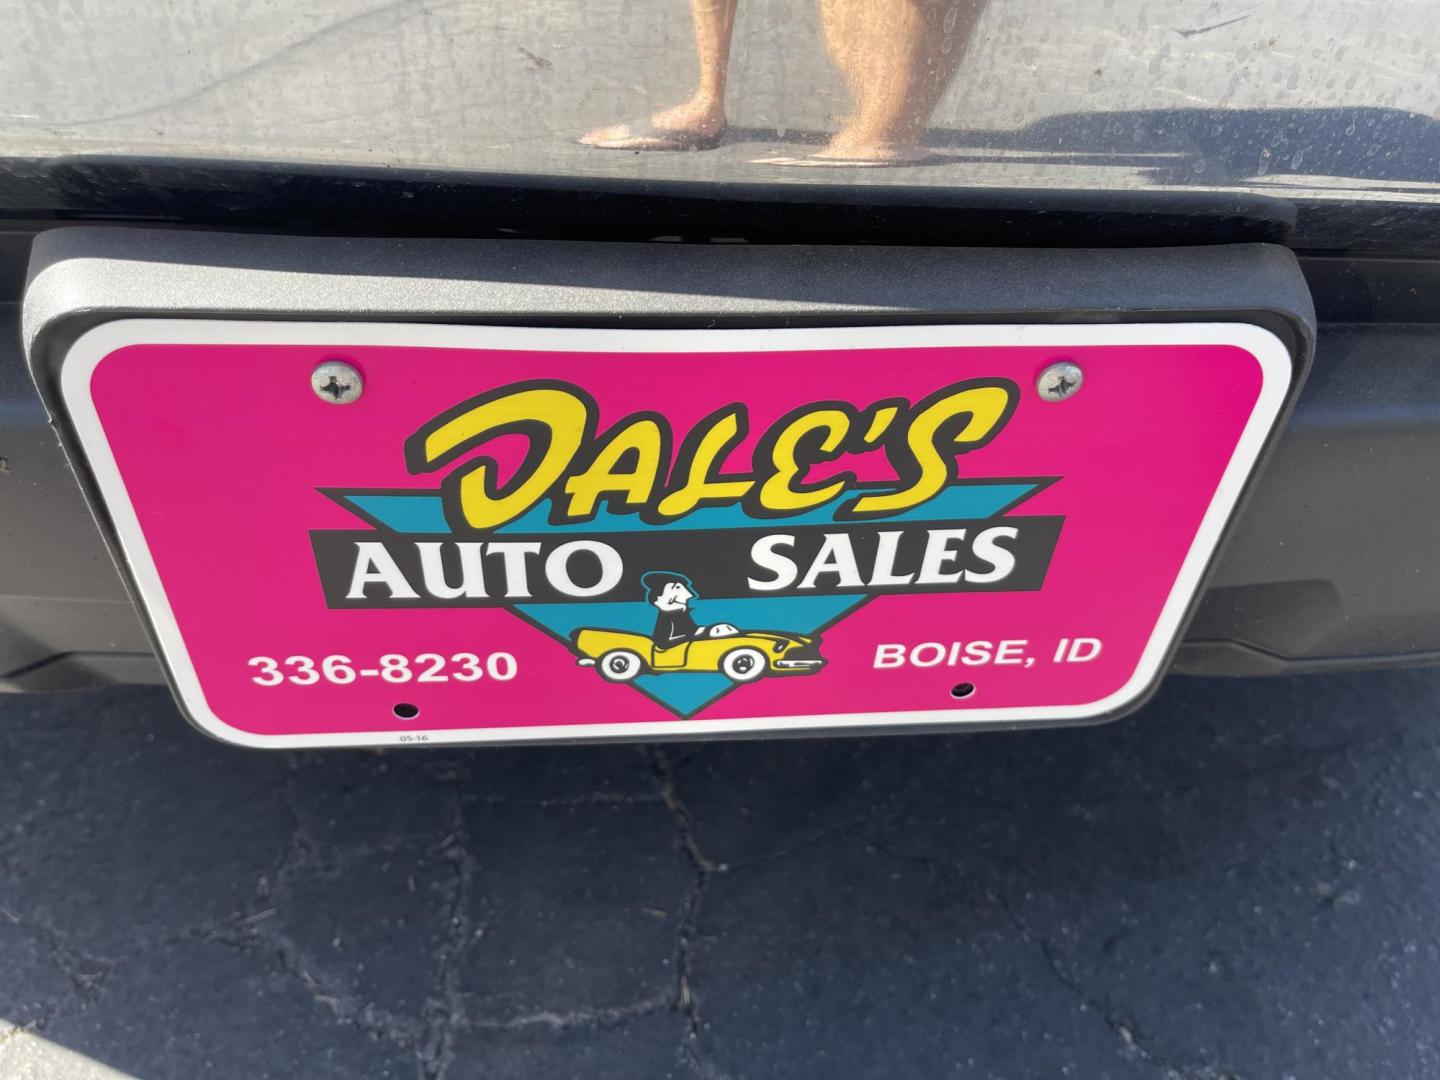 DALE'S
AUTO SALES
336-8230
BOISE, ID
05-16